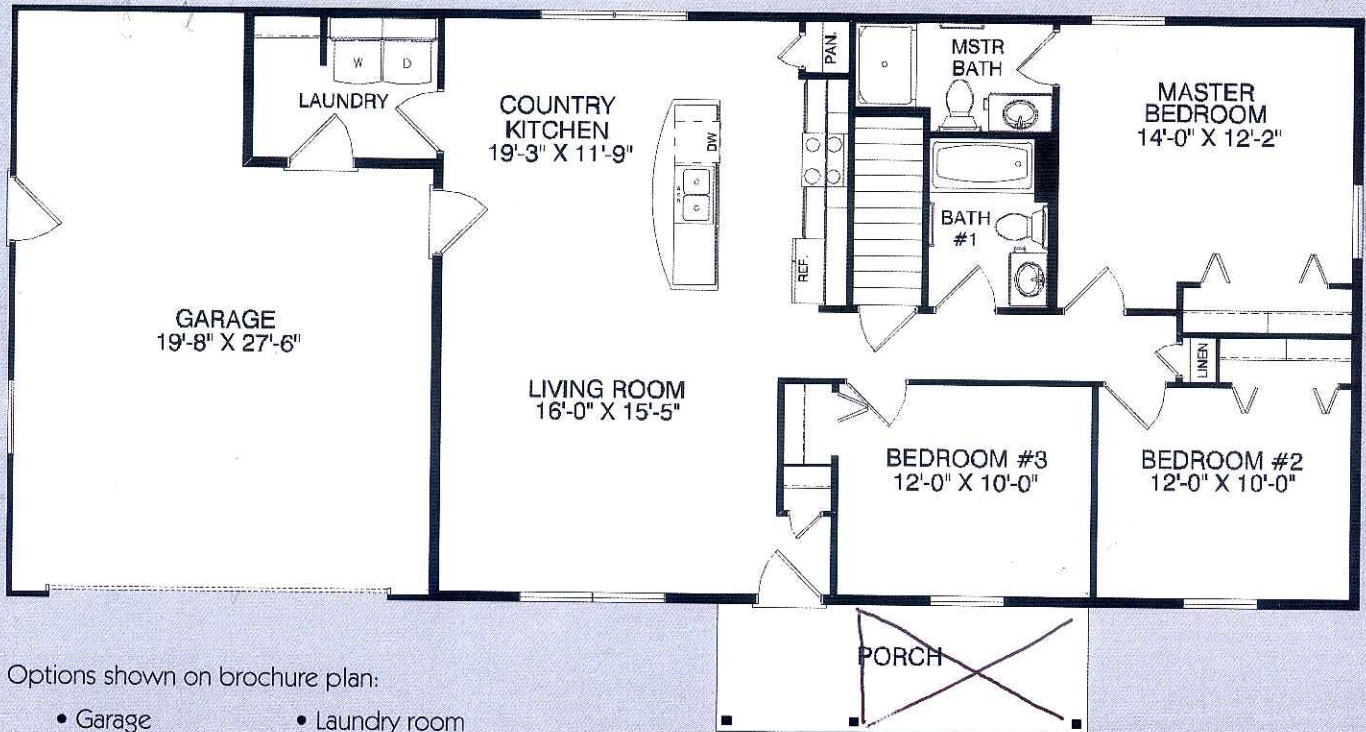 PAN.
MSTR
BATH
W D
LAUNDRY
COUNTRY
KITCHEN
19'-3" X 11'-9"
DW
MASTER
BEDROOM
14'-0" X 12'-2"
BATH
#1
REF.
GARAGE
19'-8" X 27'-6"
LINEN
LIVING ROOM
16'-0" X 15'-5"
BEDROOM #3
12'-0" X 10'-0"
BEDROOM #2
12'-0" X 10'-0"
PORCH
Options shown on brochure plan:
• Garage
• Laundry room